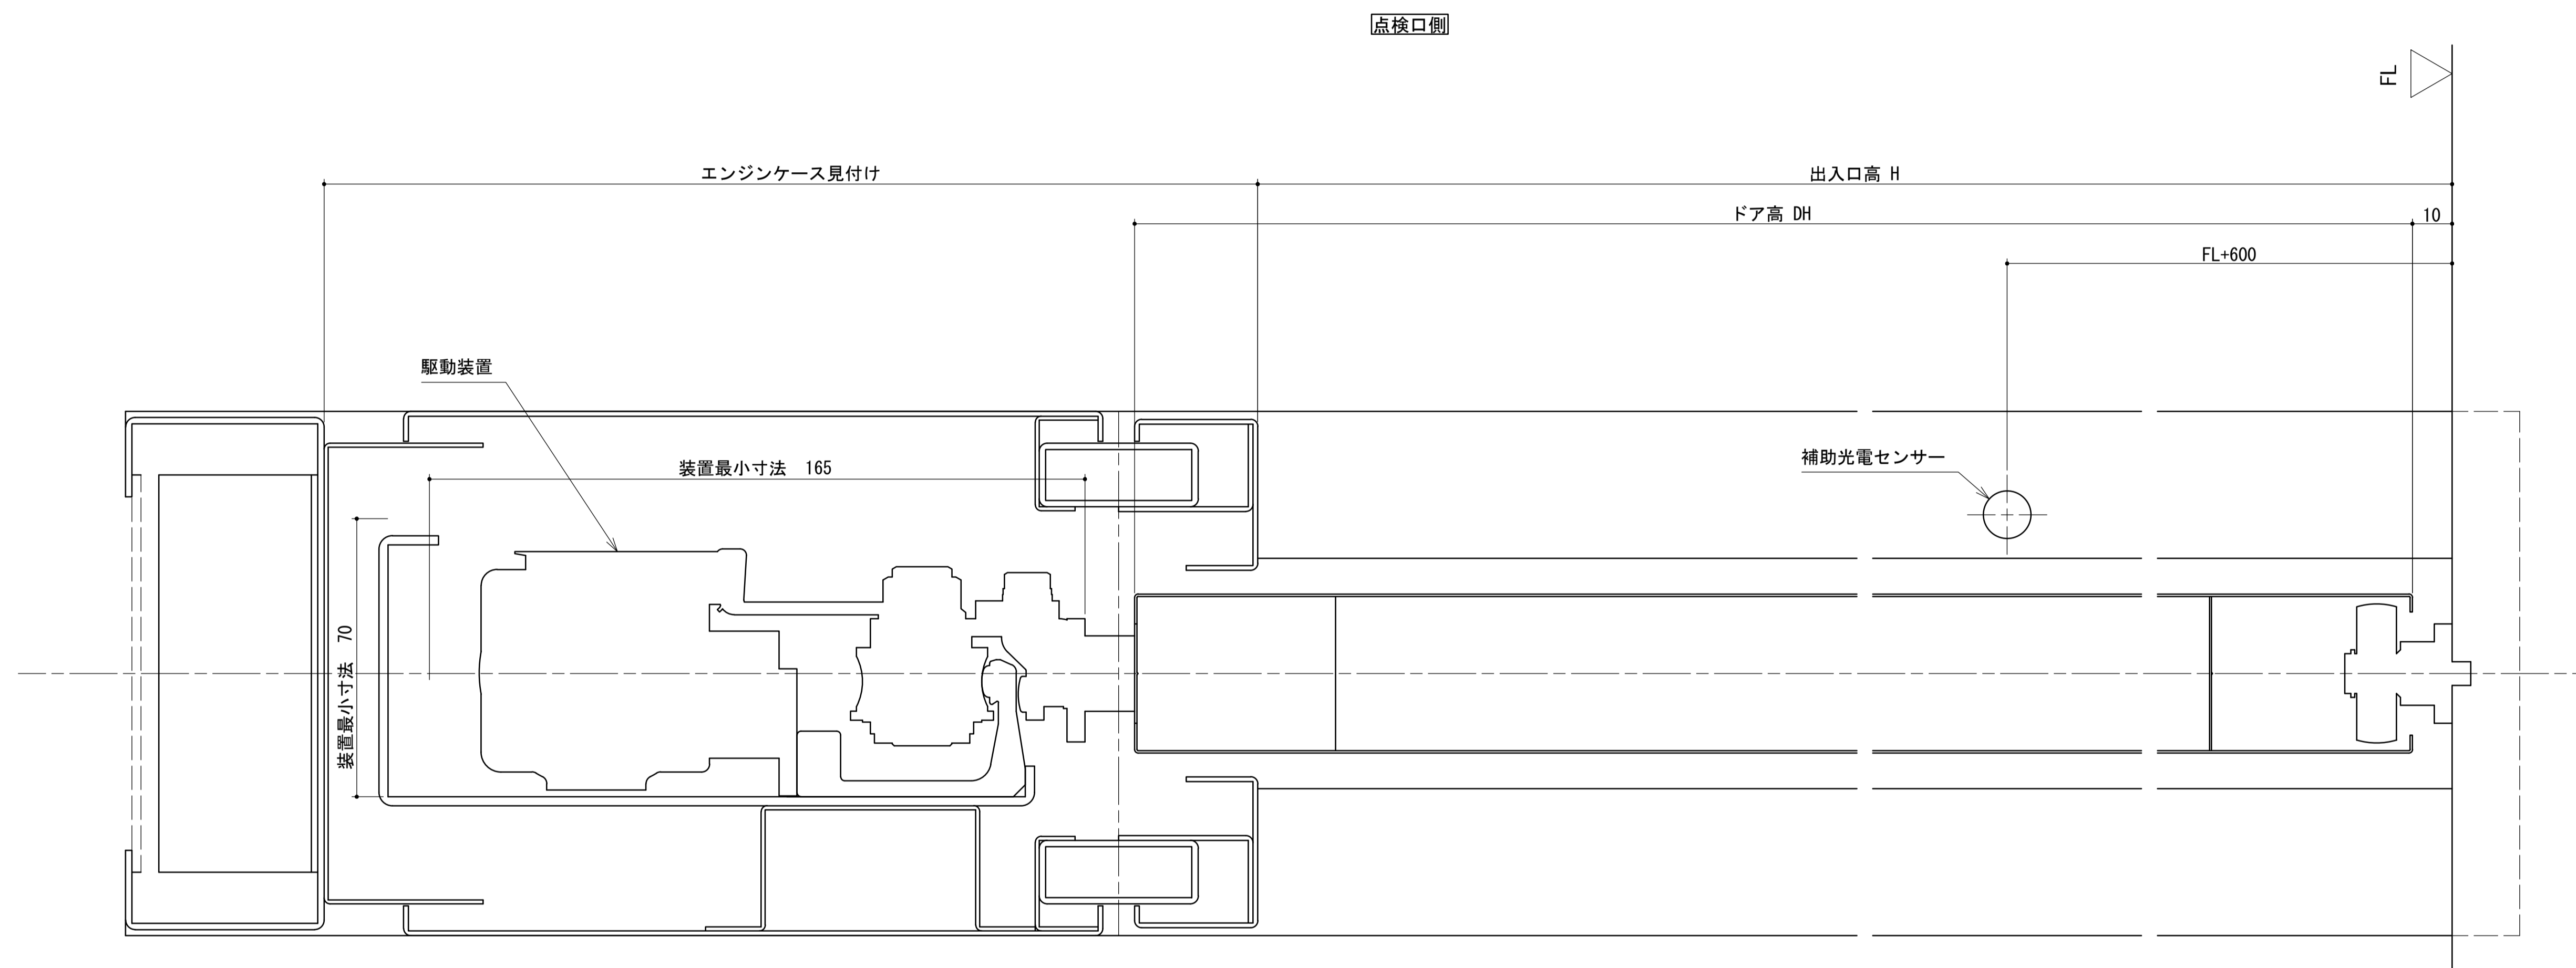 点検口側
FL
エンジンケース見付け
出入口高 H
ドア高 DH
10
FL+600
駆動装置
装置最小寸法 165
補助光電センサー
装置最小寸法 70